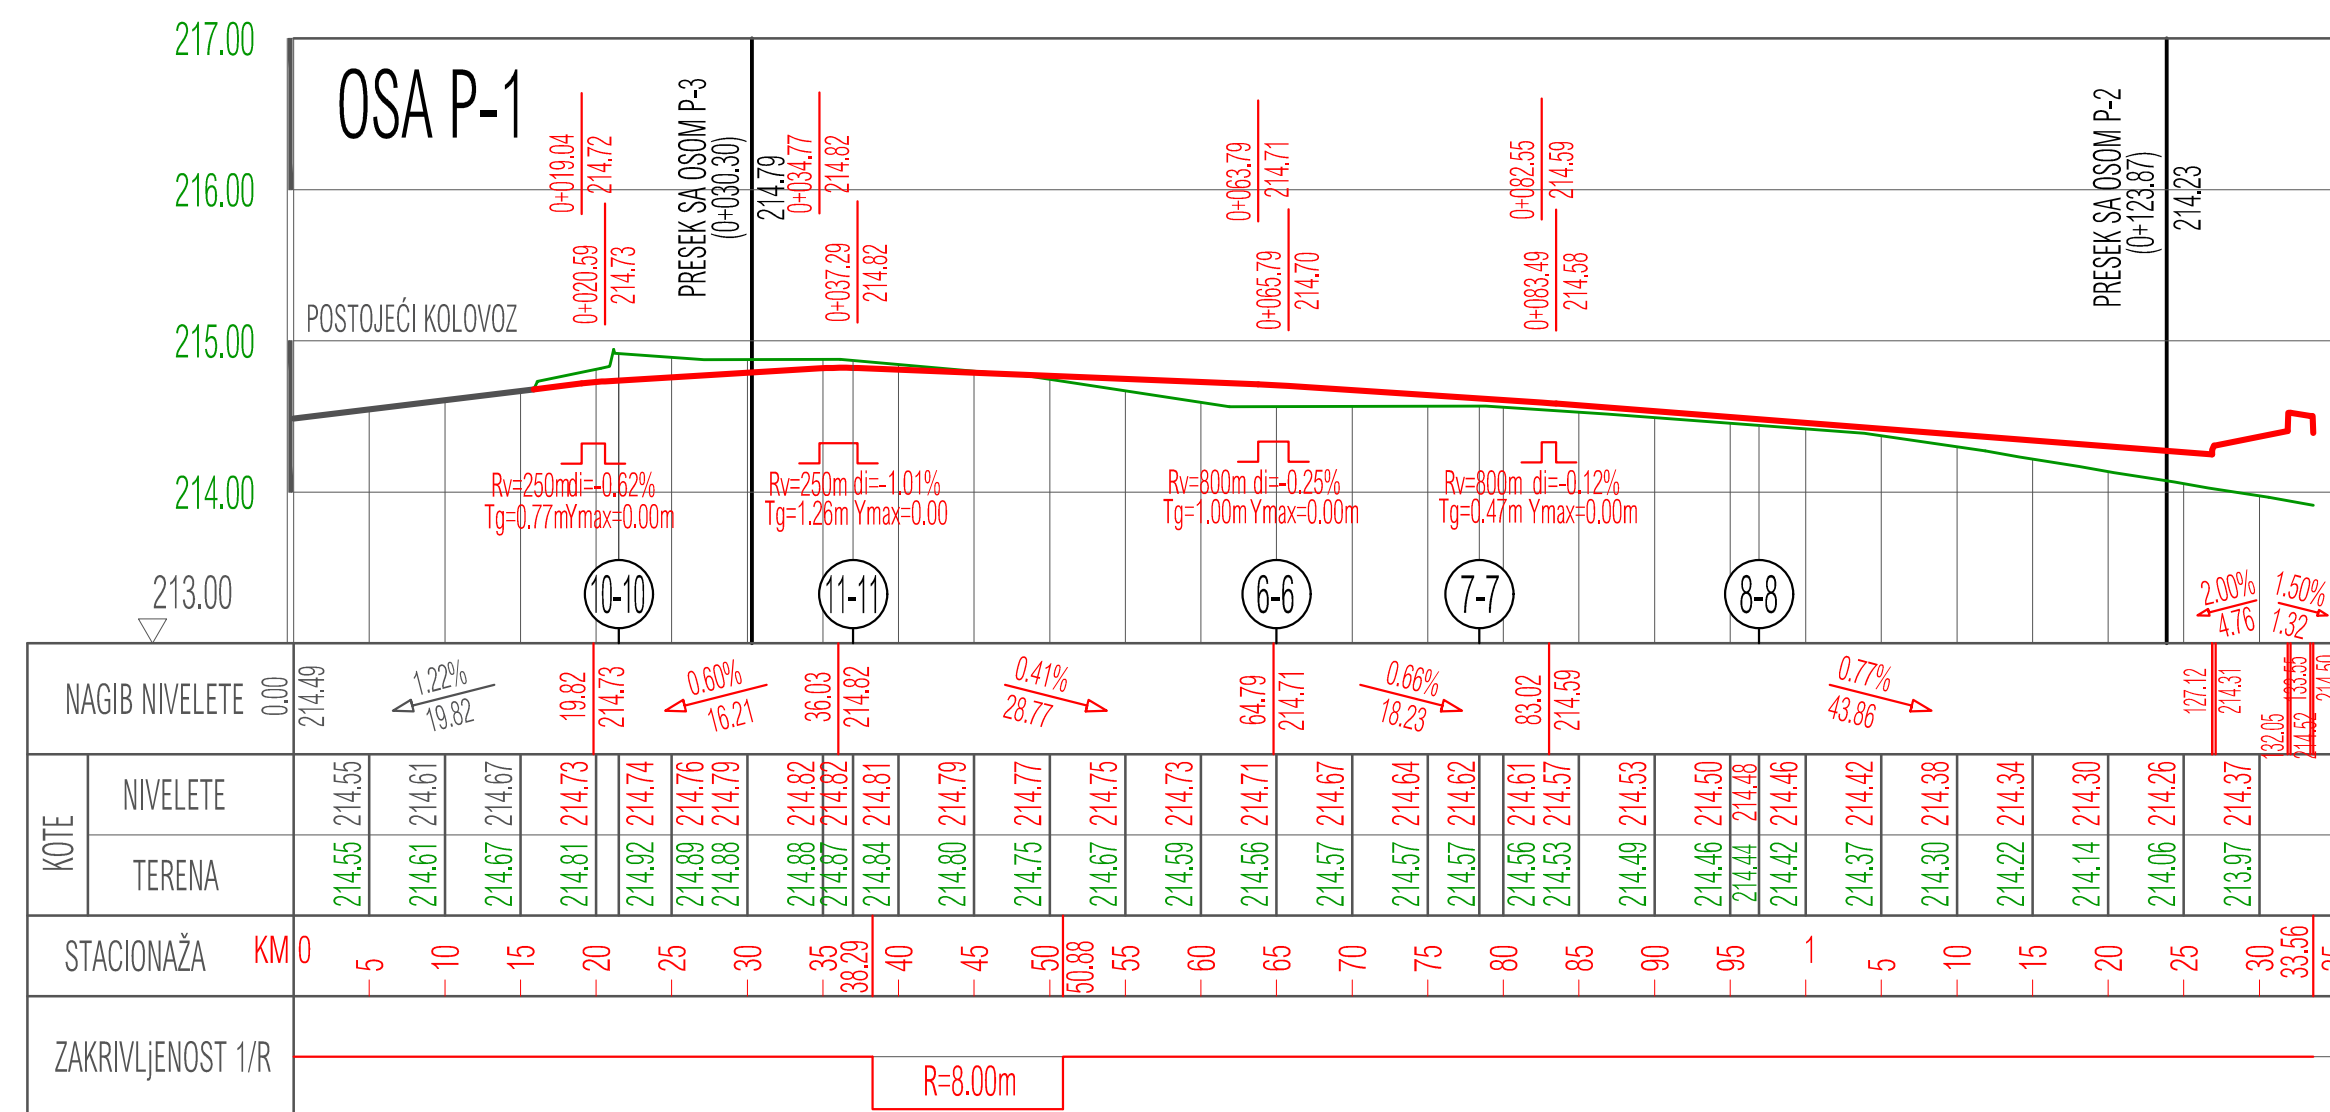 217.00
216.00
215.00
214.00
213.00
OSA P-1
POSTOJEĆI KOLOVOZ
0+019.04
214.72
0+020.59
214.73
PRESEK SA OSOM P-3
(0+030.30)
214.79
0+034.77
214.82
0+037.29
214.82
0+063.79
214.71
0+065.79
214.70
0+082.55
214.59
0+083.49
214.58
PRESEK SA OSOM P-2
(0+123.87)
214.23
Rv=250m di=-0.62%
Tg=0.77m Ymax=0.00m
Rv=250m di=-1.01%
Tg=1.26m Ymax=0.00
Rv=800m di=-0.25%
Tg=1.00m Ymax=0.00m
Rv=800m di=-0.12%
Tg=0.47m Ymax=0.00m
10-10
11-11
6-6
7-7
8-8
2.00%
4.76
1.50%
1.32
NAGIB NIVELETE
0.00
214.49
1.22%
19.82
19.82
214.73
0.60%
16.21
36.03
214.82
0.41%
28.77
64.79
214.71
0.66%
18.23
83.02
214.59
0.77%
43.86
127.12
214.31
132.05
214.52
133.55
214.50
KOTE
NIVELETE
214.55 214.61 214.67 214.73 214.74 214.76 214.79 214.82 214.82 214.81 214.79 214.77 214.75 214.73 214.71 214.67 214.64 214.62 214.61 214.57 214.53 214.50 214.48 214.46 214.42 214.38 214.34 214.30 214.26 214.37
TERENA
214.55 214.61 214.67 214.81 214.92 214.89 214.88 214.88 214.87 214.84 214.80 214.75 214.67 214.59 214.56 214.57 214.57 214.57 214.56 214.53 214.49 214.46 214.44 214.42 214.37 214.30 214.22 214.14 214.06 213.97
STACIONAŽA
KM 0 5 10 15 20 25 30 35 38.29 40 45 50 50.88 55 60 65 70 75 80 85 90 95 1 5 10 15 20 25 30 33.56
ZAKRIVLjENOST 1/R
R=8.00m